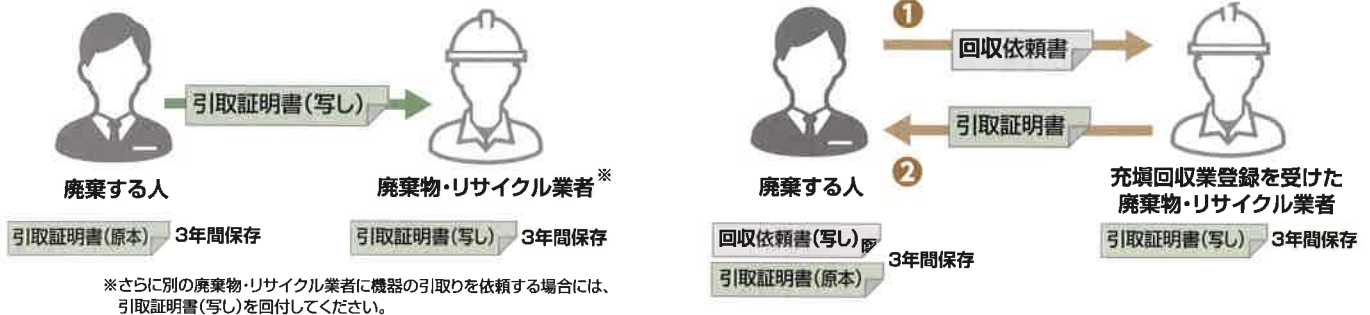 引取証明書(写し)
廃棄する人
廃棄物・リサイクル業者※
引取証明書(原本) 3年間保存
引取証明書(写し) 3年間保存
※さらに別の廃棄物・リサイクル業者に機器の引取りを依頼する場合には、
引取証明書(写し)を回付してください。
❶
回収依頼書
引取証明書
❷
廃棄する人
充塡回収業登録を受けた
廃棄物・リサイクル業者
回収依頼書(写し)
引取証明書(原本)
3年間保存
引取証明書(写し) 3年間保存